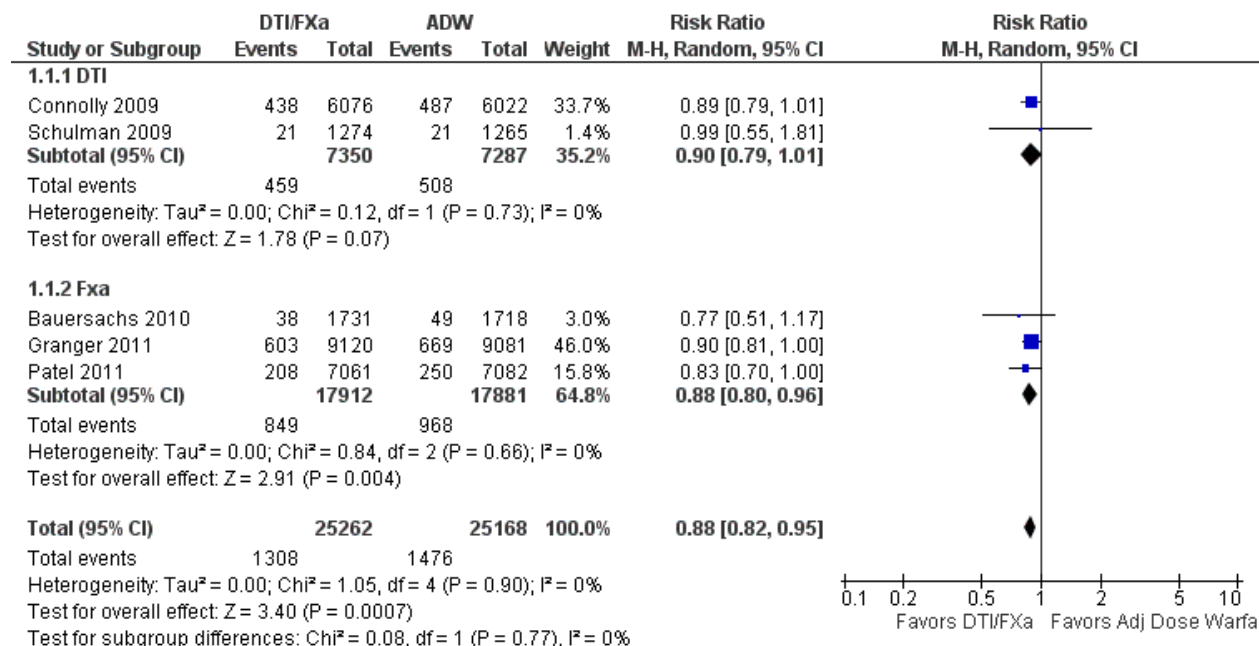 DTI/FXa ADW Risk Ratio Risk Ratio
Study or Subgroup Events Total Events Total Weight M-H, Random, 95% CI M-H, Random, 95% CI
1.1.1 DTI
Connolly 2009 438 6076 487 6022 33.7% 0.89 [0.79, 1.01]
Schulman 2009 21 1274 21 1265 1.4% 0.99 [0.55, 1.81]
Subtotal (95% CI) 7350 7287 35.2% 0.90 [0.79, 1.01]
Total events 459 508
Heterogeneity: Tau² = 0.00; Chi² = 0.12, df = 1 (P = 0.73); I² = 0%
Test for overall effect: Z = 1.78 (P = 0.07)
1.1.2 Fxa
Bauersachs 2010 38 1731 49 1718 3.0% 0.77 [0.51, 1.17]
Granger 2011 603 9120 669 9081 46.0% 0.90 [0.81, 1.00]
Patel 2011 208 7061 250 7082 15.8% 0.83 [0.70, 1.00]
Subtotal (95% CI) 17912 17881 64.8% 0.88 [0.80, 0.96]
Total events 849 968
Heterogeneity: Tau² = 0.00; Chi² = 0.84, df = 2 (P = 0.66); I² = 0%
Test for overall effect: Z = 2.91 (P = 0.004)
Total (95% CI) 25262 25168 100.0% 0.88 [0.82, 0.95]
Total events 1308 1476
Heterogeneity: Tau² = 0.00; Chi² = 1.05, df = 4 (P = 0.90); I² = 0%
Test for overall effect: Z = 3.40 (P = 0.0007)
Test for subgroup differences: Chi² = 0.08, df = 1 (P = 0.77), I² = 0%
0.1 0.2 0.5 1 2 5 10
Favors DTI/FXa Favors Adj Dose Warfa